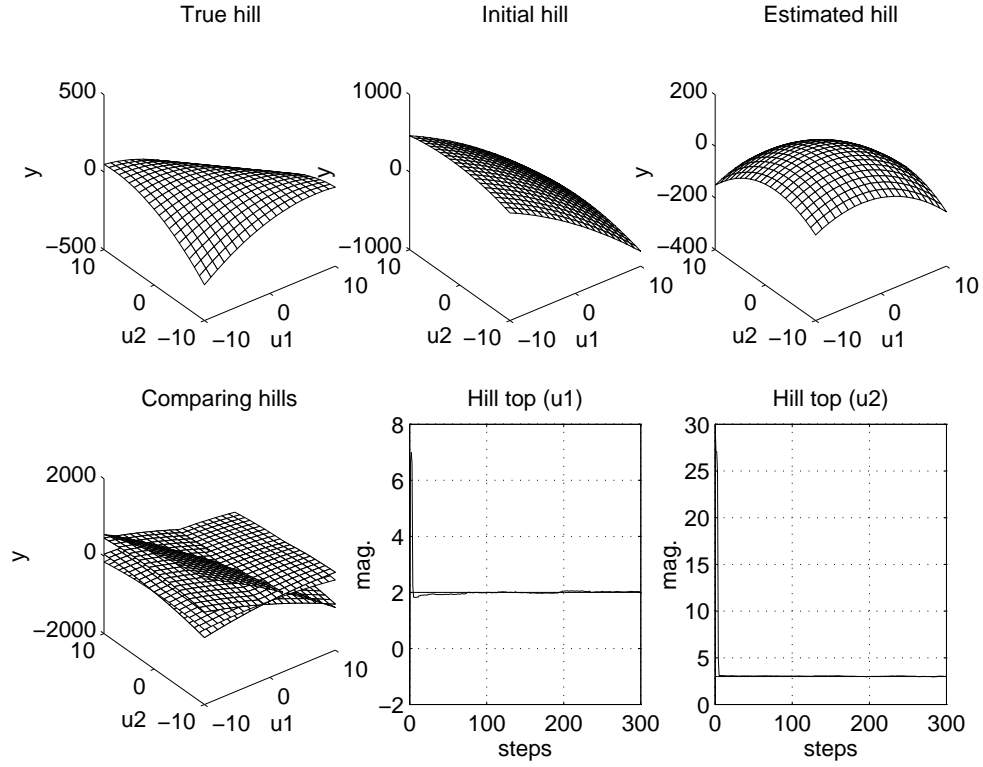 True hill
500
0
−500
y
10
0
−10
u2
−10
0
10
u1
Initial hill
1000
0
−1000
y
10
0
−10
u2
−10
0
10
u1
Estimated hill
200
0
−200
−400
y
10
0
−10
u2
−10
0
10
u1
Comparing hills
2000
0
−2000
y
10
0
−10
u2
−10
0
10
u1
Hill top (u1)
8
6
4
2
0
−2
mag.
0
100
200
300
steps
Hill top (u2)
30
25
20
15
10
5
0
mag.
0
100
200
300
steps